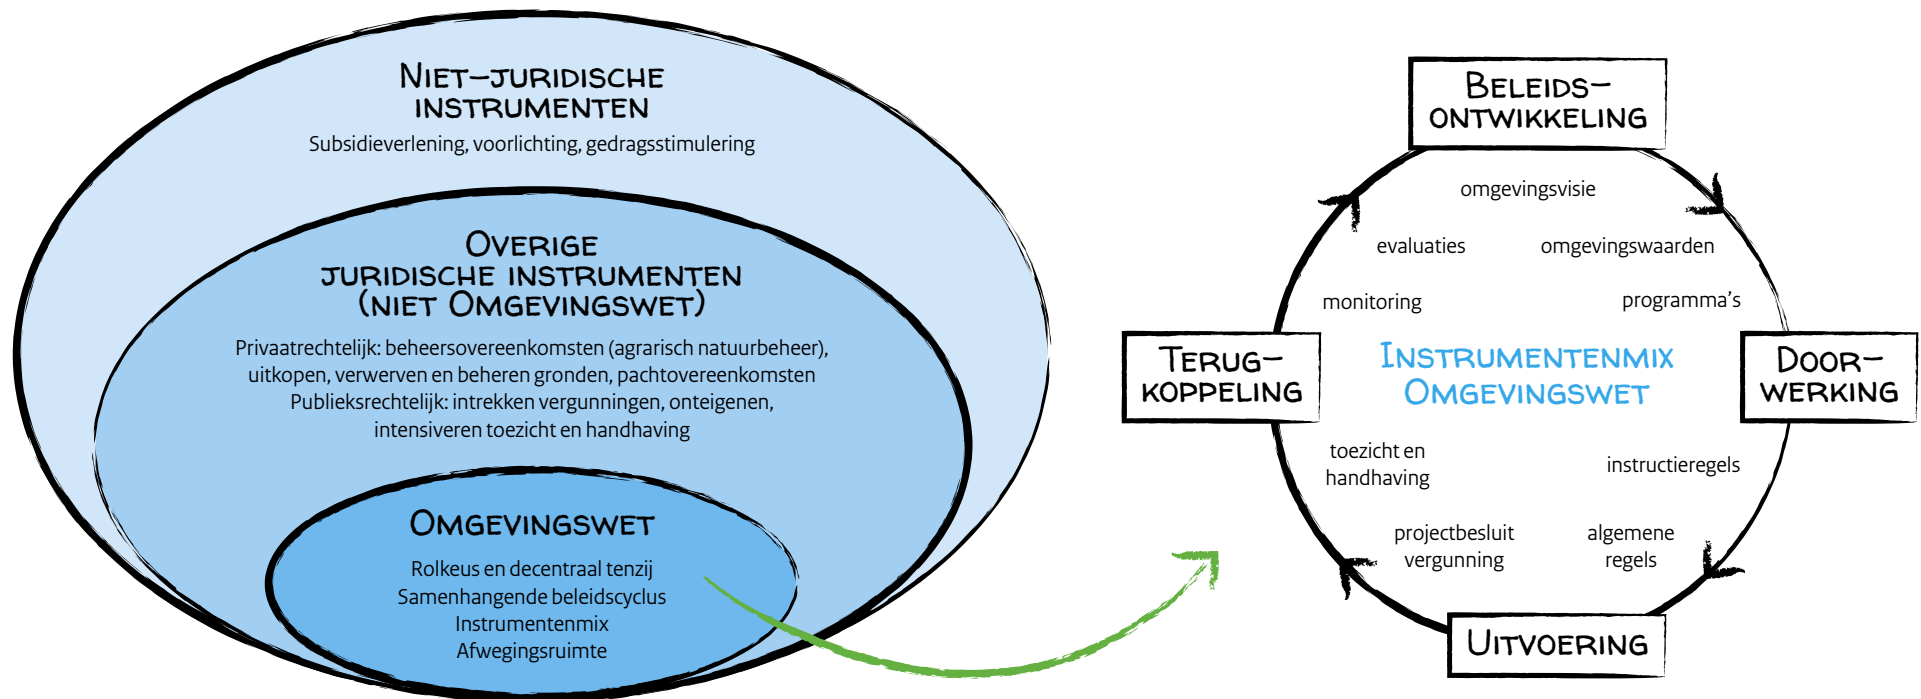 NIET-JURIDISCHE
INSTRUMENTEN
Subsidieverlening, voorlichting, gedragsstimulering
OVERIGE
JURIDISCHE INSTRUMENTEN
(NIET OMGEVINGSWET)
Privaatrechtelijk: beheersovereenkomsten (agrarisch natuurbeheer),
uitkopen, verwerven en beheren gronden, pachtovereenkomsten
Publieksrechtelijk: intrekken vergunningen, onteigenen,
intensiveren toezicht en handhaving
OMGEVINGSWET
Rolkeus en decentraal tenzij
Samenhangende beleidscyclus
Instrumentenmix
Afwegingsruimte
BELEIDS-
ONTWIKKELING
omgevingsvisie
evaluaties
omgevingswaarden
monitoring
programma's
TERUG-
KOPPELING
INSTRUMENTENMIX
OMGEVINGSWET
DOOR-
WERKING
toezicht en
handhaving
instructieregels
projectbesluit
vergunning
algemene
regels
UITVOERING